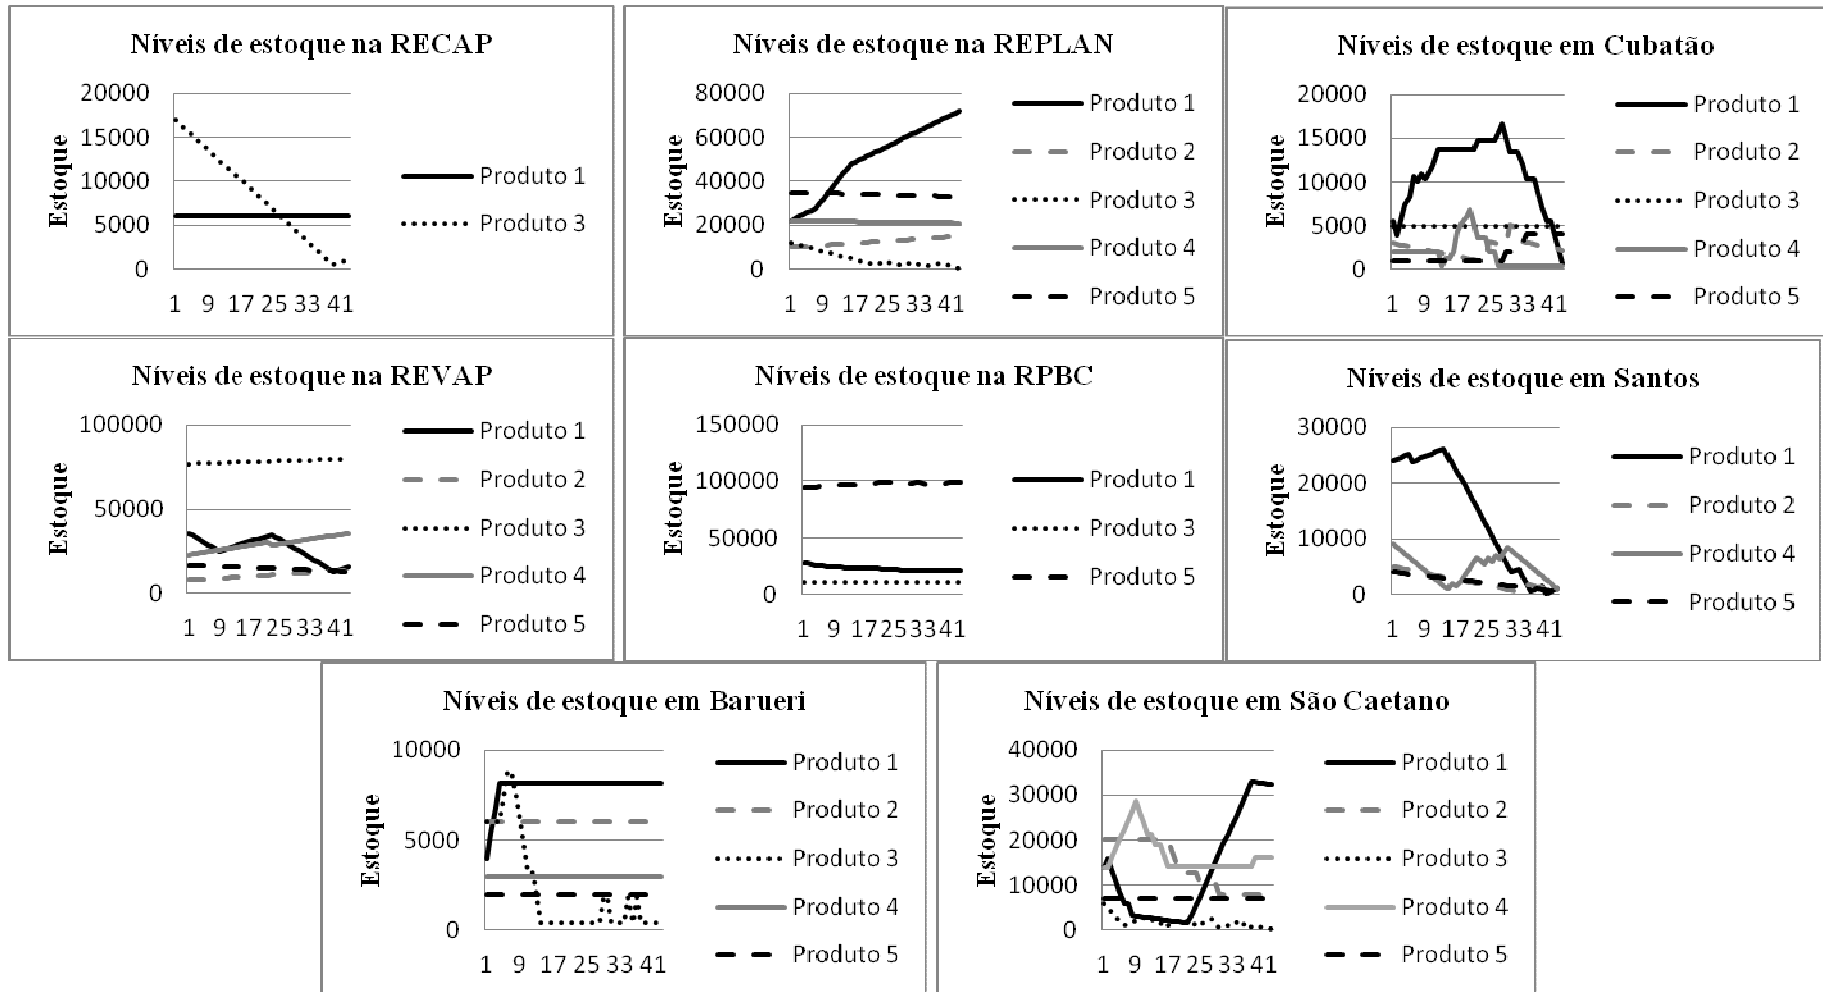 Níveis de estoque na RECAP
Estoque
20000
15000
10000
5000
0
1 9 17 25 33 41
Produto 1
Produto 3
Níveis de estoque na REPLAN
Estoque
80000
60000
40000
20000
0
1 9 17 25 33 41
Produto 1
Produto 2
Produto 3
Produto 4
Produto 5
Níveis de estoque em Cubatão
Estoque
20000
15000
10000
5000
0
1 9 17 25 33 41
Produto 1
Produto 2
Produto 3
Produto 4
Produto 5
Níveis de estoque na REVAP
Estoque
100000
50000
0
1 9 17 25 33 41
Produto 1
Produto 2
Produto 3
Produto 4
Produto 5
Níveis de estoque na RPBC
Estoque
150000
100000
50000
0
1 9 17 25 33 41
Produto 1
Produto 3
Produto 5
Níveis de estoque em Santos
Estoque
30000
20000
10000
0
1 9 17 25 33 41
Produto 1
Produto 2
Produto 4
Produto 5
Níveis de estoque em Barueri
Estoque
10000
5000
0
1 9 17 25 33 41
Produto 1
Produto 2
Produto 3
Produto 4
Produto 5
Níveis de estoque em São Caetano
Estoque
40000
30000
20000
10000
0
1 9 17 25 33 41
Produto 1
Produto 2
Produto 3
Produto 4
Produto 5